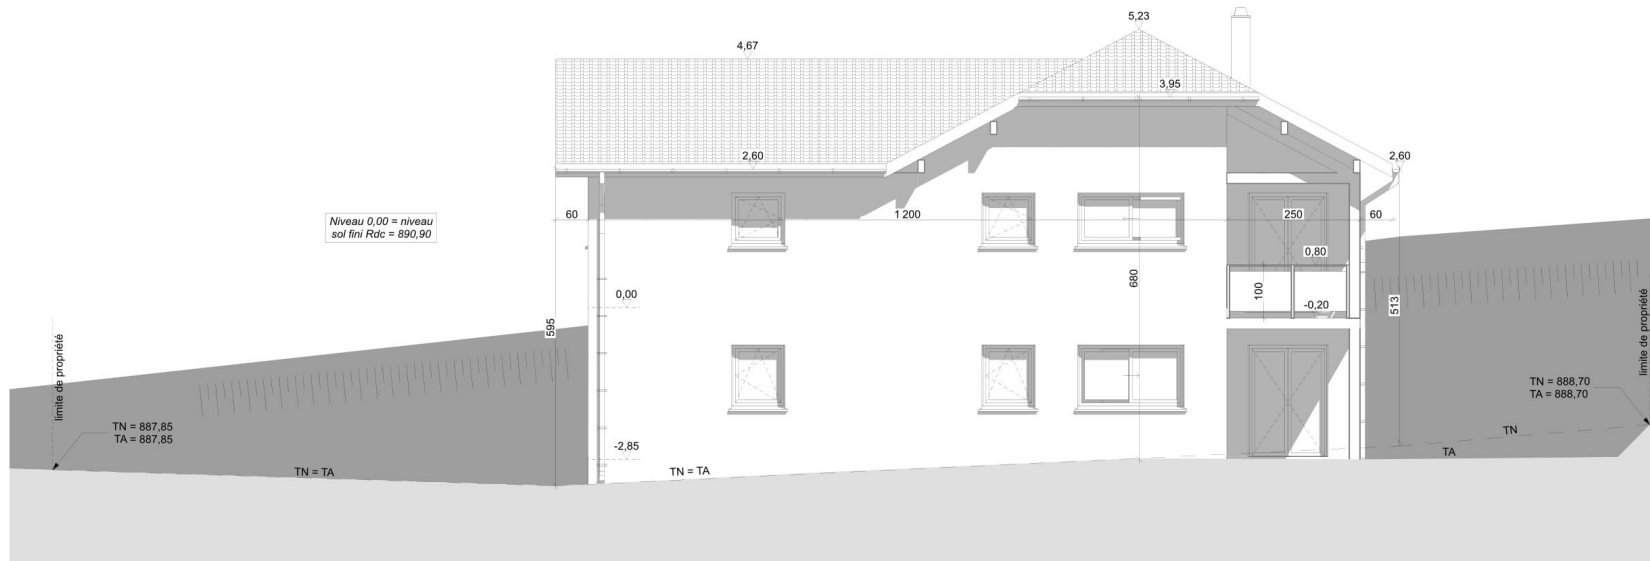 5,23
4,67
3,95
2,60
2,60
60
1 200
250
60
Niveau 0,00 = niveau
sol fini Rdc = 890,90
0,80
680
100
0,00
-0,20
513
595
limite de propriété
limite de propriété
TN = 888,70
TA = 888,70
TN = 887,85
TA = 887,85
TN
-2,85
TA
TN = TA
TN = TA